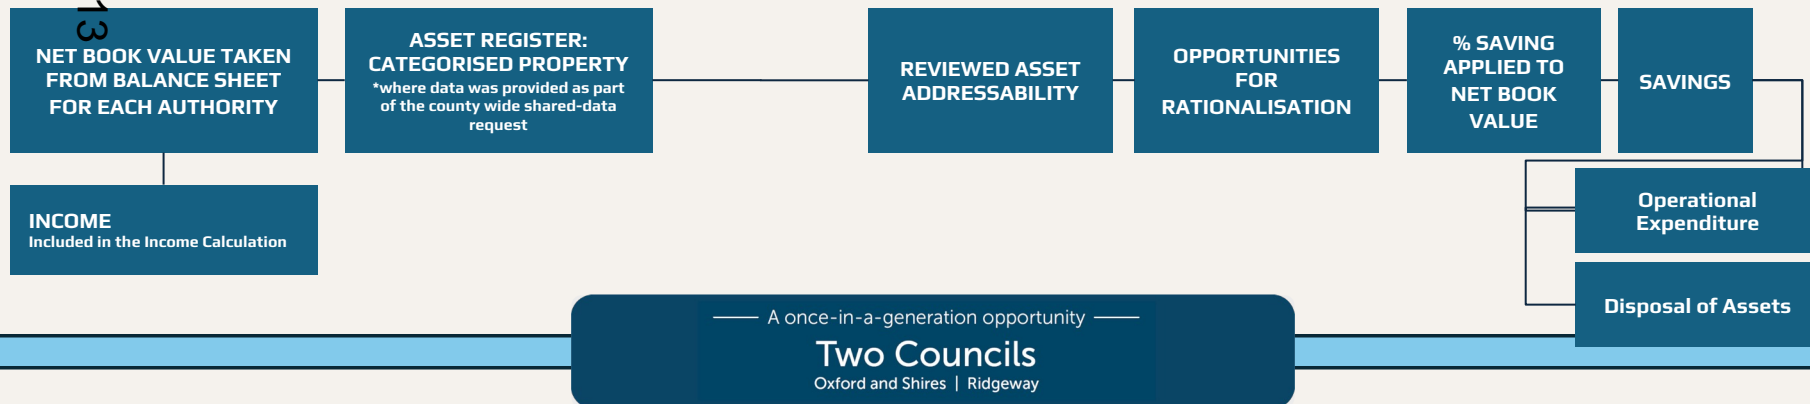 13
NET BOOK VALUE TAKEN
FROM BALANCE SHEET
FOR EACH AUTHORITY
ASSET REGISTER:
CATEGORISED PROPERTY
*where data was provided as part
of the county wide shared-data
request
REVIEWED ASSET
ADDRESSABILITY
OPPORTUNITIES
FOR
RATIONALISATION
% SAVING
APPLIED TO
NET BOOK
VALUE
SAVINGS
INCOME
Included in the Income Calculation
Operational
Expenditure
Disposal of Assets
A once-in-a-generation opportunity
Two Councils
Oxford and Shires | Ridgeway